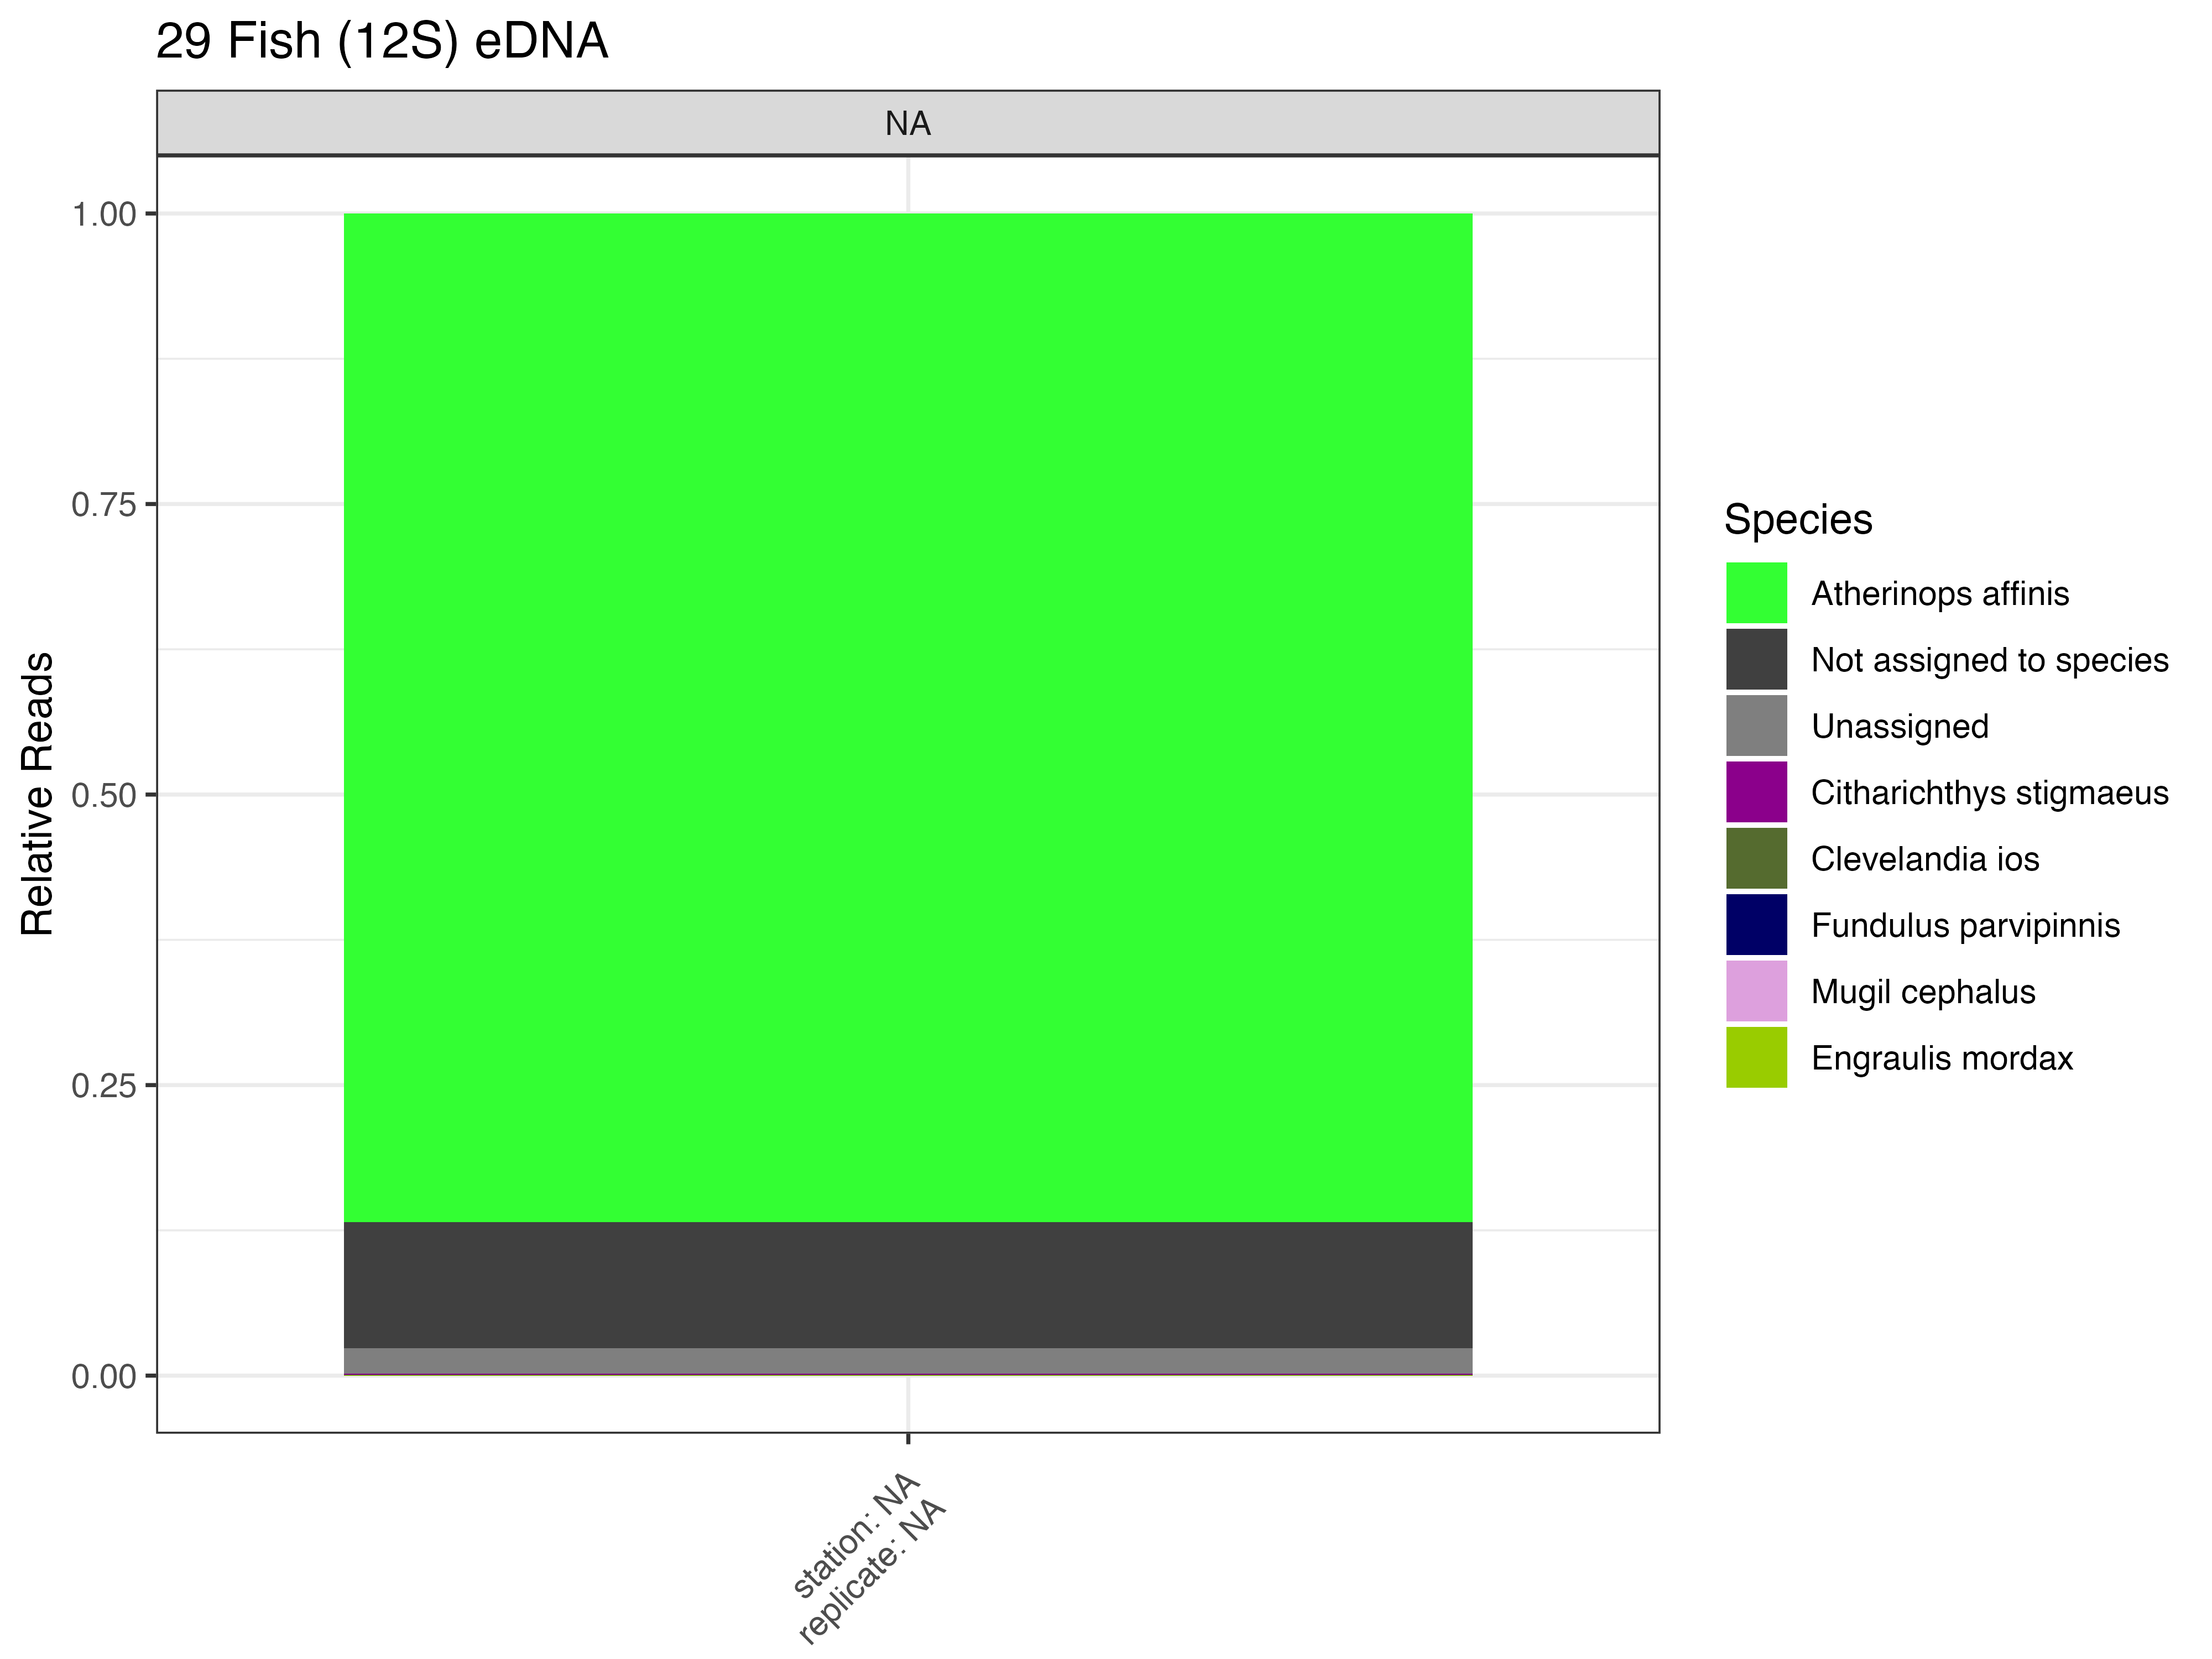 29 Fish (12S) eDNA
NA
1.00
0.75
0.50
0.25
0.00
Relative Reads
station: NA
replicate: NA
Species
Atherinops affinis
Not assigned to species
Unassigned
Citharichthys stigmaeus
Clevelandia ios
Fundulus parvipinnis
Mugil cephalus
Engraulis mordax